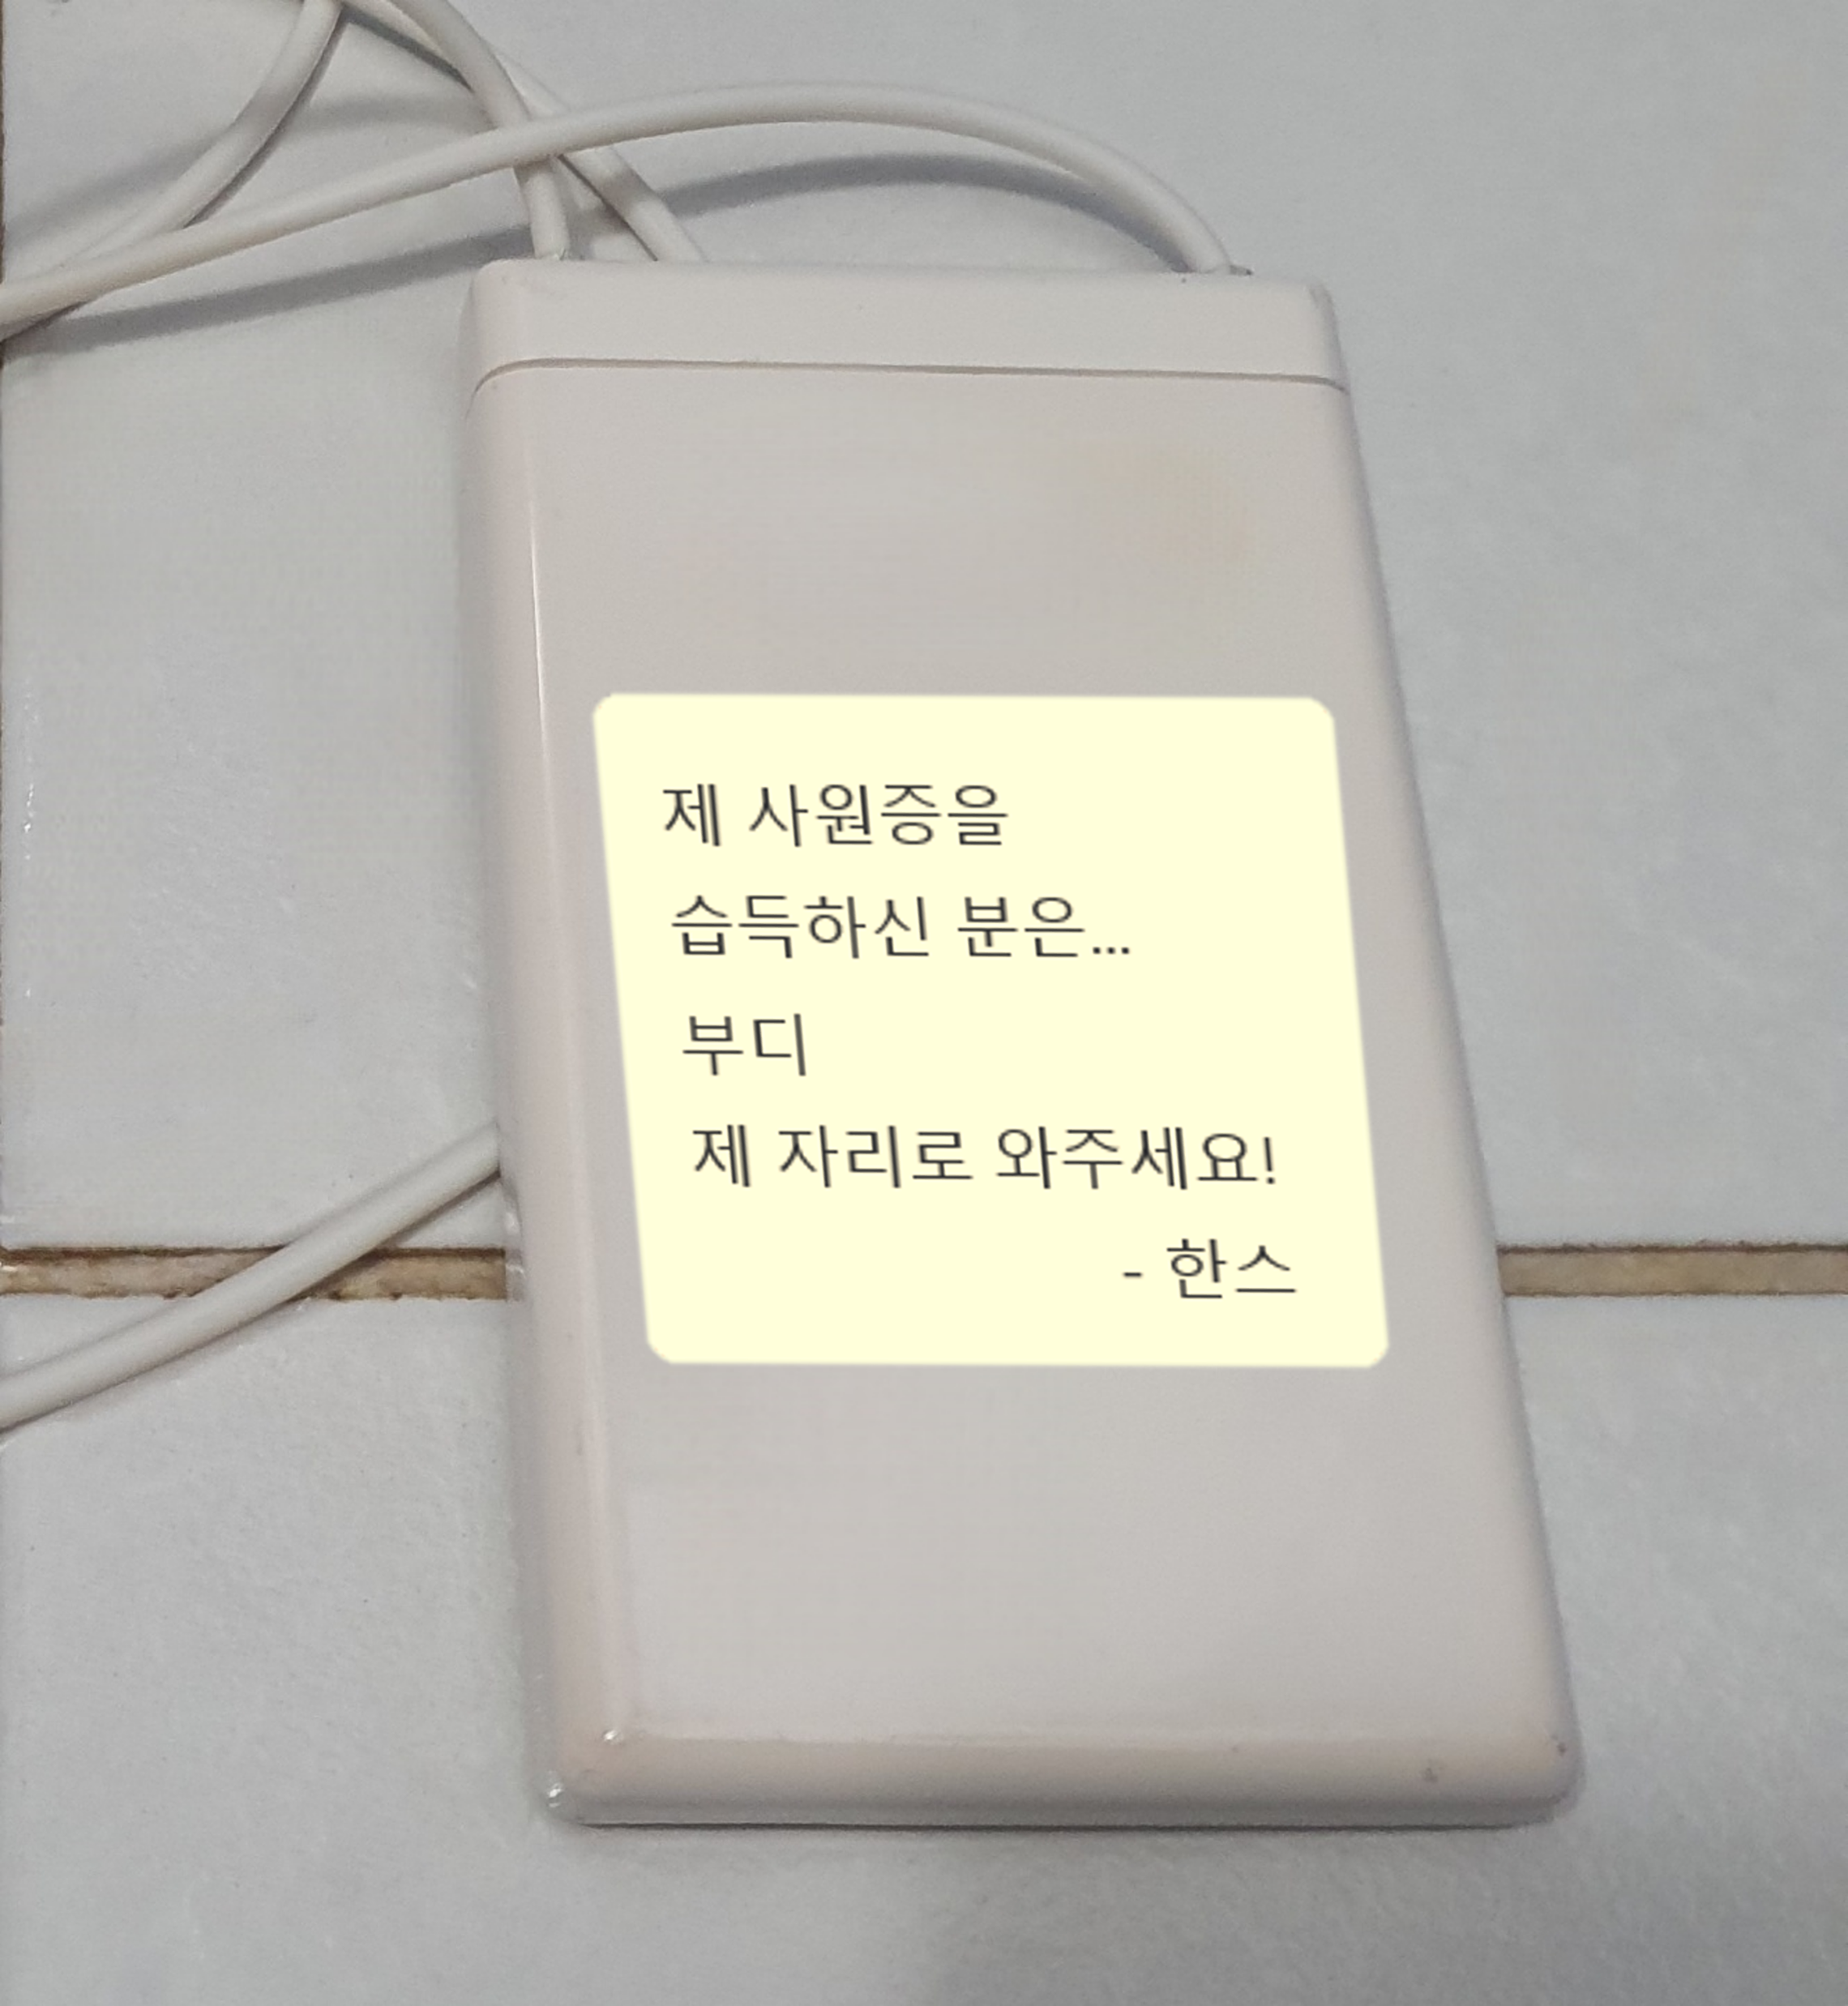 제 사원증을
습득하신 분은...
부디
제 자리로 와주세요!
- 한스